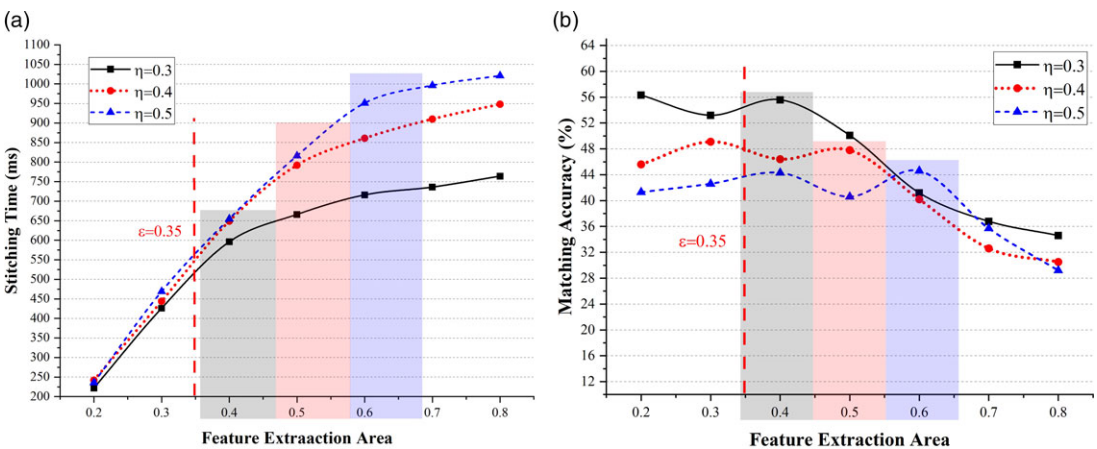 (a)
1100
1050
1000
950
900
850
800
750
700
650
600
550
500
450
400
350
300
250
200
Stitching Time (ms)
η=0.3
η=0.4
η=0.5
ε=0.35
0.2 0.3 0.4 0.5 0.6 0.7 0.8
Feature Extraaction Area
(b)
64
60
56
52
48
44
40
36
32
28
24
20
16
12
Matching Accuracy (%)
η=0.3
η=0.4
η=0.5
ε=0.35
0.2 0.3 0.4 0.5 0.6 0.7 0.8
Feature Extraction Area